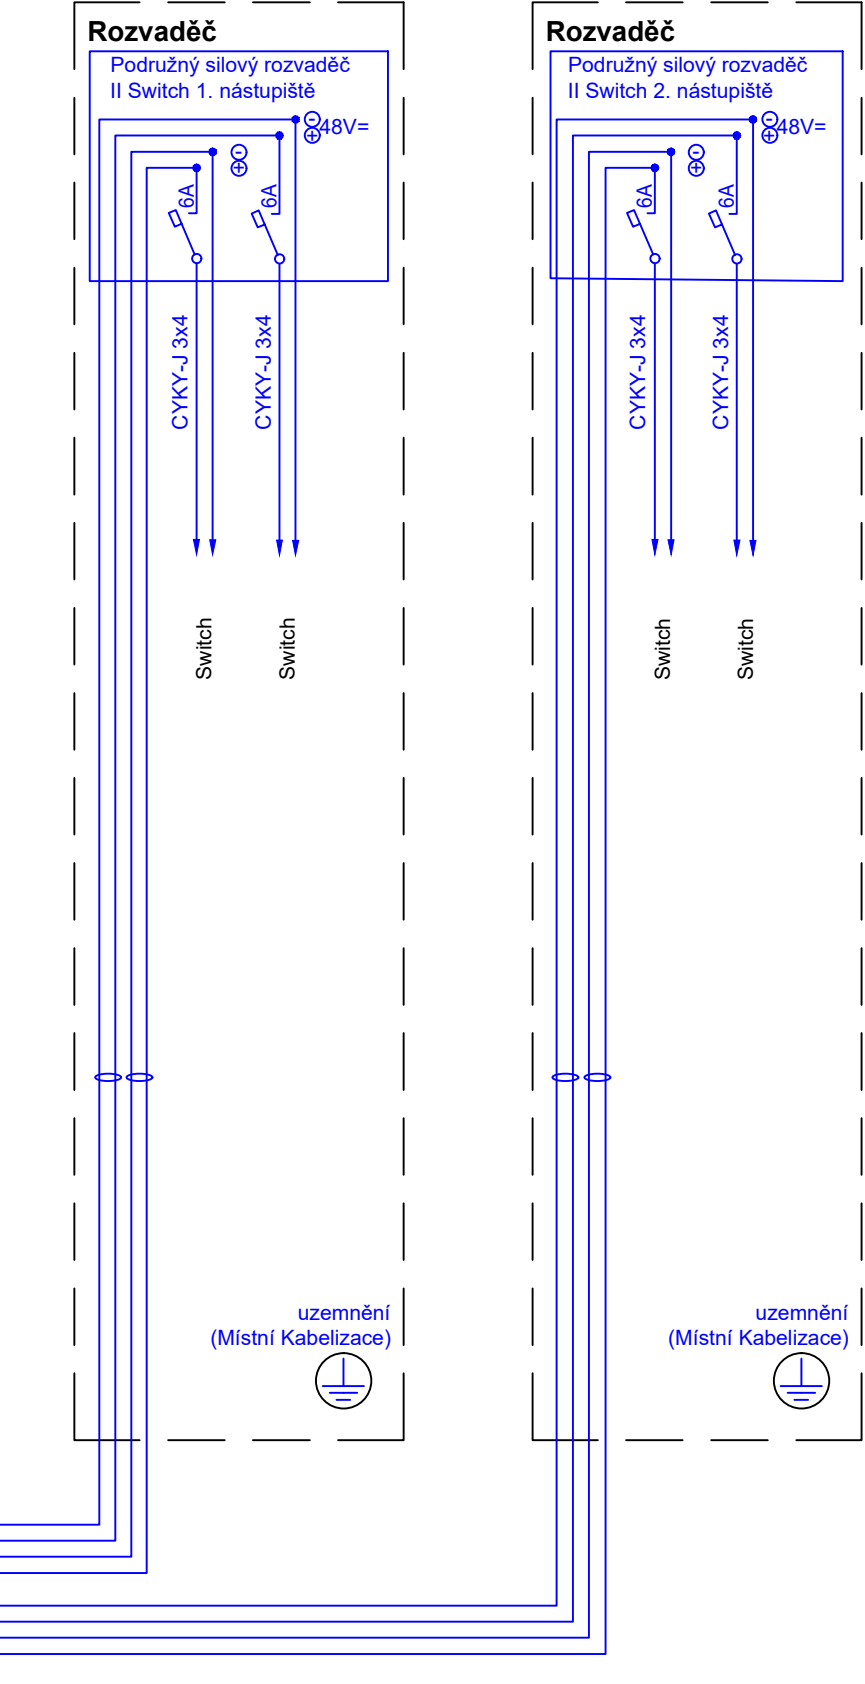 Rozvaděč
Podružný silový rozvaděč
II Switch 1. nástupiště
48V=
6A
6A
CYKY-J 3x4
CYKY-J 3x4
Switch
Switch
uzemnění
(Místní Kabelizace)
Rozvaděč
Podružný silový rozvaděč
II Switch 2. nástupiště
48V=
6A
6A
CYKY-J 3x4
CYKY-J 3x4
Switch
Switch
uzemnění
(Místní Kabelizace)